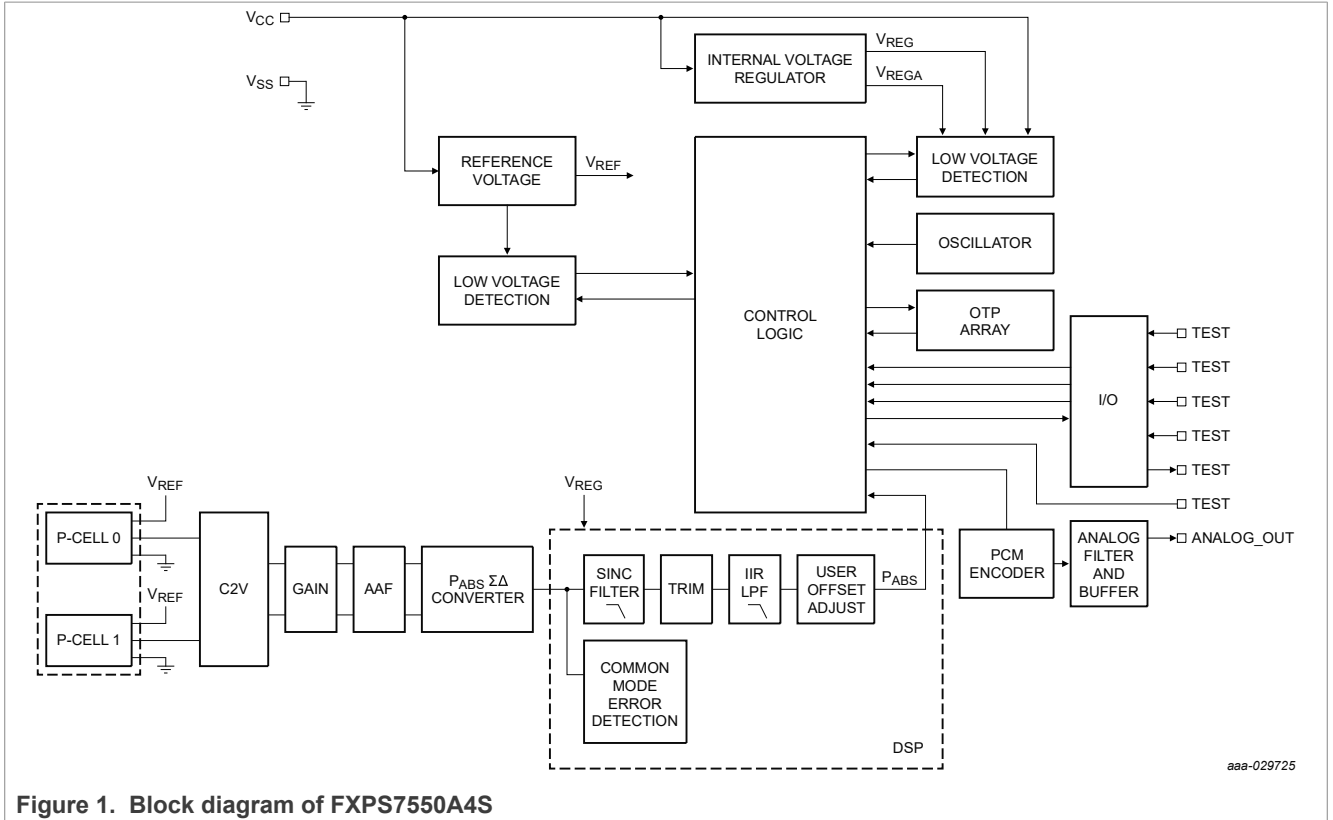 VCC
VSS
INTERNAL VOLTAGE
REGULATOR
VREG
VREGA
REFERENCE
VOLTAGE
VREF
LOW VOLTAGE
DETECTION
LOW VOLTAGE
DETECTION
CONTROL
LOGIC
OSCILLATOR
OTP
ARRAY
I/O
TEST
TEST
TEST
TEST
TEST
TEST
P-CELL 0
VREF
P-CELL 1
VREF
C2V
GAIN
AAF
PABS ΣΔ
CONVERTER
VREG
SINC
FILTER
TRIM
IIR
LPF
USER
OFFSET
ADJUST
PABS
COMMON
MODE
ERROR
DETECTION
DSP
PCM
ENCODER
ANALOG
FILTER
AND
BUFFER
ANALOG_OUT
aaa-029725
Figure 1. Block diagram of FXPS7550A4S